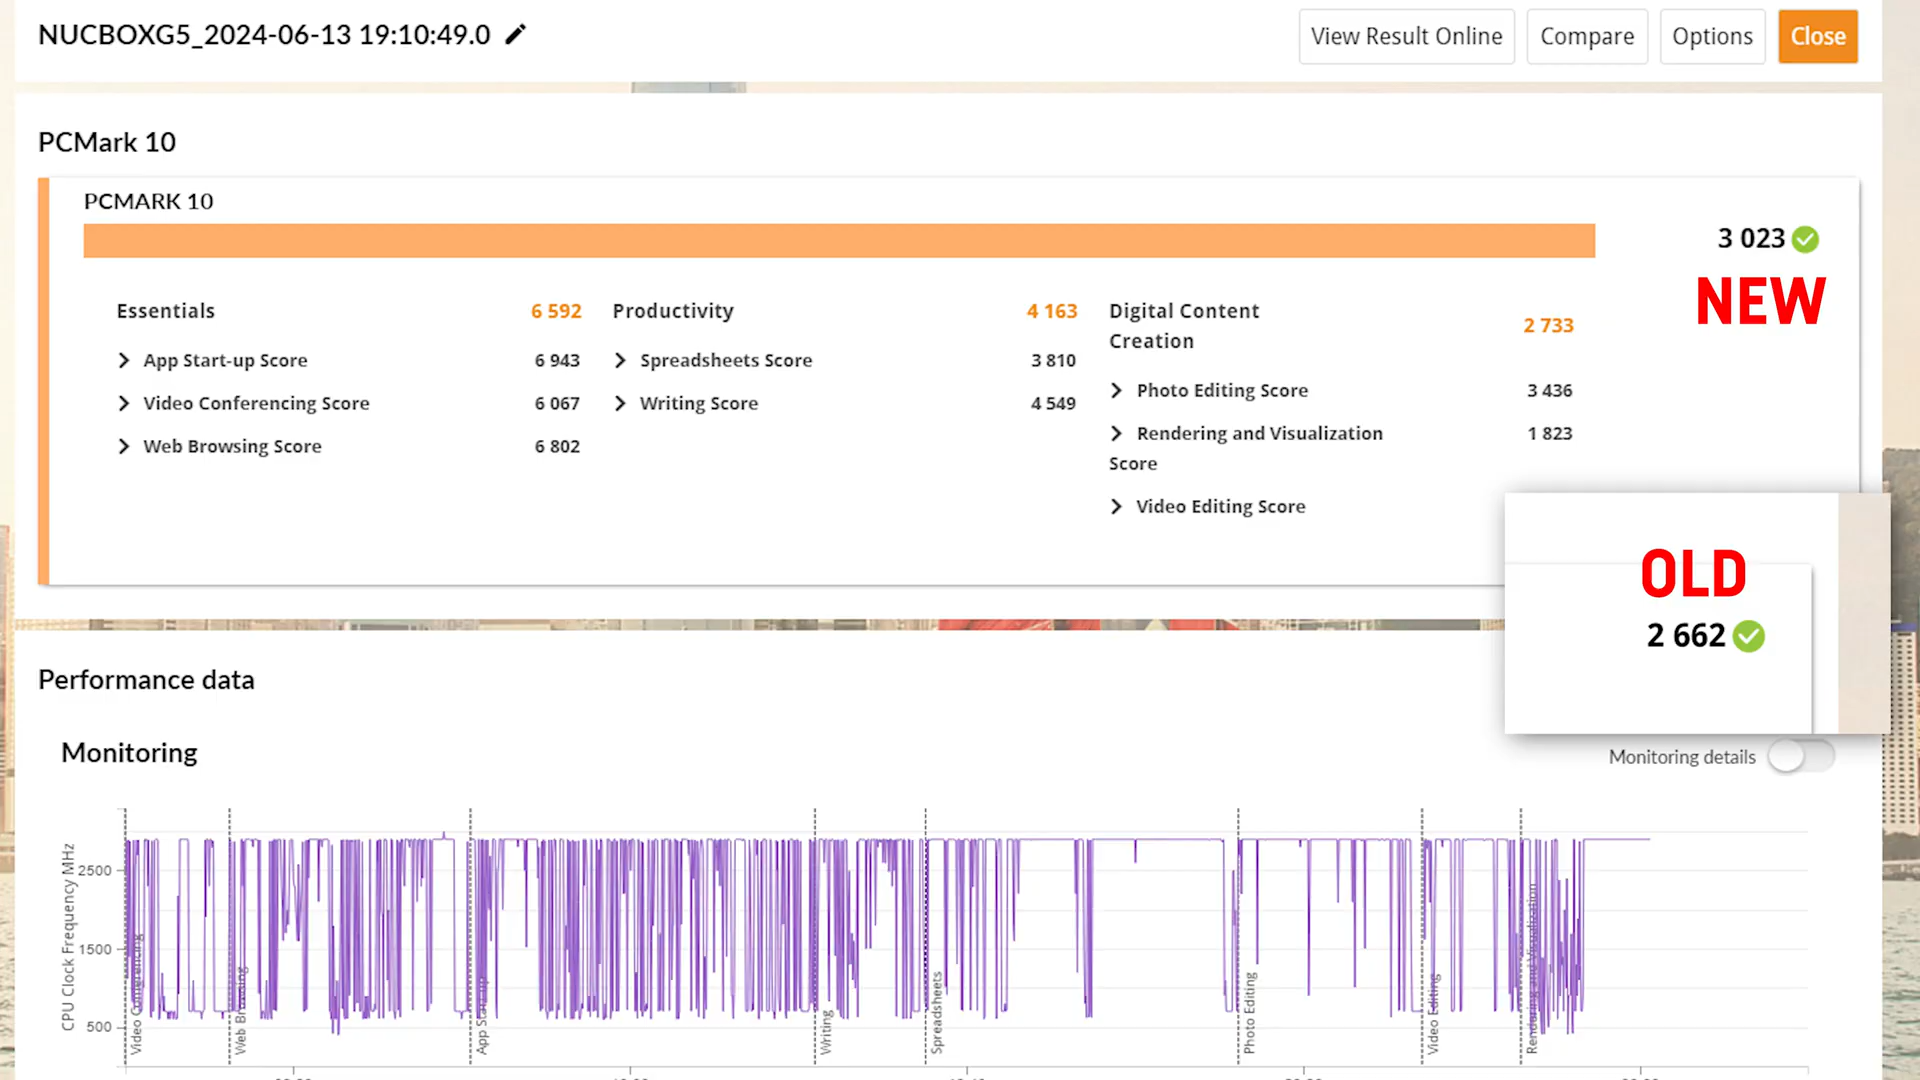 NUCBOXG5_2024-06-13 19:10:49.0
View Result Online
Compare
Options
Close
PCMark 10
PCMARK 10
3 023
NEW
Essentials 6 592
App Start-up Score 6 943
Video Conferencing Score 6 067
Web Browsing Score 6 802
Productivity 4 163
Spreadsheets Score 3 810
Writing Score 4 549
Digital Content
Creation
2 733
Photo Editing Score 3 436
Rendering and Visualization 1 823
Score
Video Editing Score
OLD
2 662
Performance data
Monitoring
Monitoring details
CPU Clock Frequency MHz
2500
1500
500
Video Conferencing
Web Browsing
App Start-up
Writing
Spreadsheets
Photo Editing
Video Editing
Rendering and Visualization